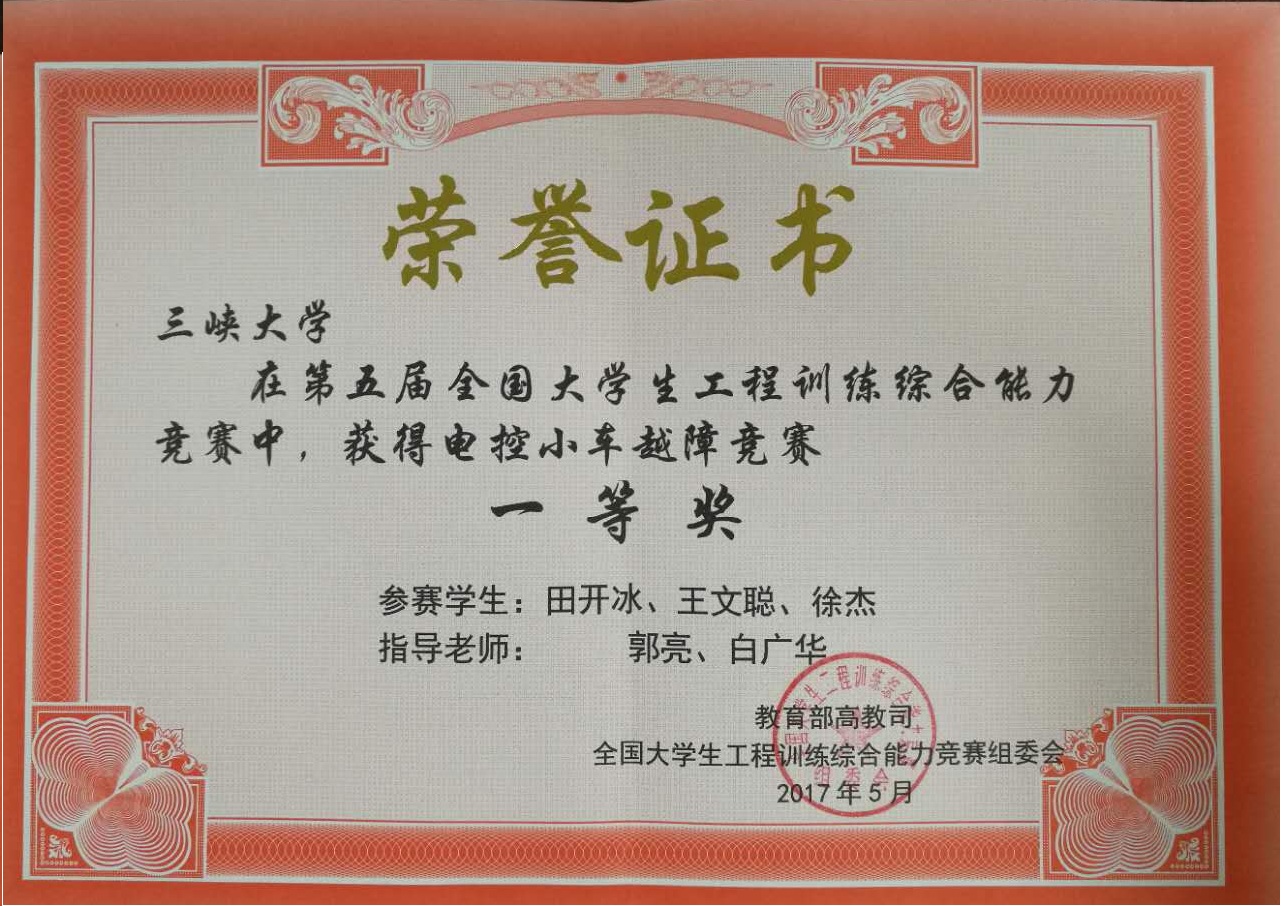 荣誉证书
三峡大学
在第五届全国大学生工程训练综合能力
竞赛中，获得电控小车越障竞赛
一等奖
参赛学生：田开冰、王文聪、徐杰
指导老师：郭亮、白广华
教育部高教司
全国大学生工程训练综合能力竞赛组委会
2017年5月
组委会